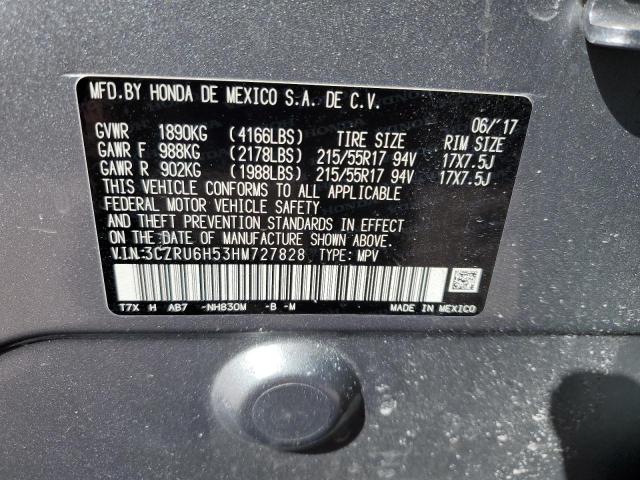 MFD.BY HONDA DE MEXICO S.A. DE C.V.
06/'17
GVWR 1890KG (4166LBS) TIRE SIZE RIM SIZE
GAWR F 988KG (2178LBS) 215/55R17 94V 17X7.5J
GAWR R 902KG (1988LBS) 215/55R17 94V 17X7.5J
THIS VEHICLE CONFORMS TO ALL APPLICABLE
FEDERAL MOTOR VEHICLE SAFETY
AND THEFT PREVENTION STANDARDS IN EFFECT
ON THE DATE OF MANUFACTURE SHOWN ABOVE.
V.I.N.:3CZRU6H53HM727828 TYPE: MPV
T7X H AB7 -NH830M -B -M MADE IN MEXICO